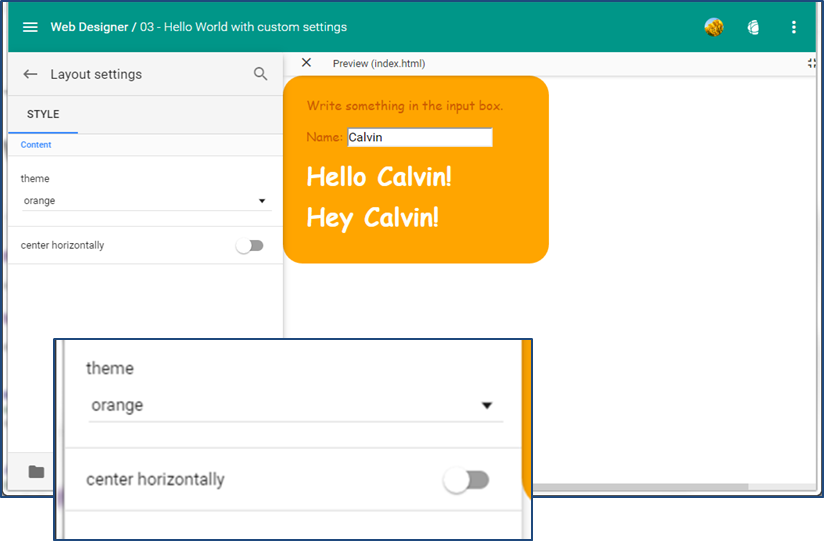 Web Designer / 03 - Hello World with custom settings
Layout settings
STYLE
Content
theme
orange
center horizontally
Preview (index.html)
Write something in the input box.
Name: Calvin
Hello Calvin!
Hey Calvin!
theme
orange
center horizontally